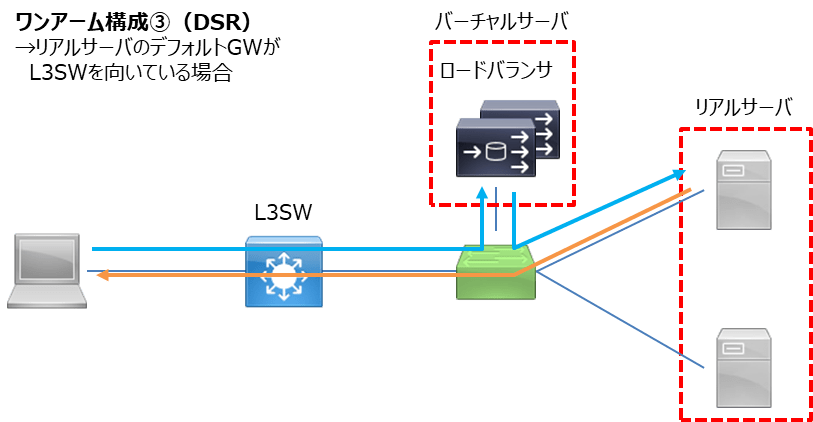 ワンアーム構成③（DSR）
→リアルサーバのデフォルトGWが
L3SWを向いている場合
バーチャルサーバ
ロードバランサ
リアルサーバ
L3SW